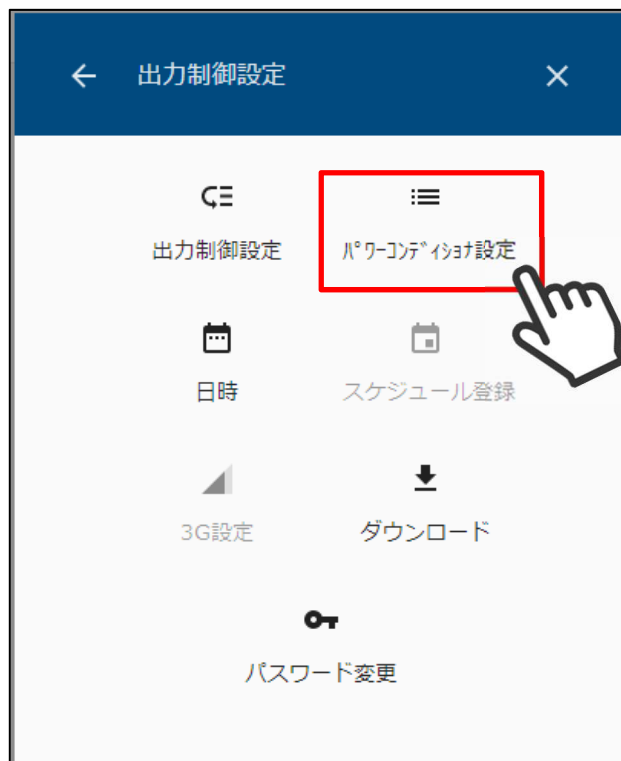 出力制御設定
出力制御設定
ﾊﾟﾜｰｺﾝﾃﾞｨｼｮﾅ設定
日時
スケジュール登録
3G設定
ダウンロード
パスワード変更